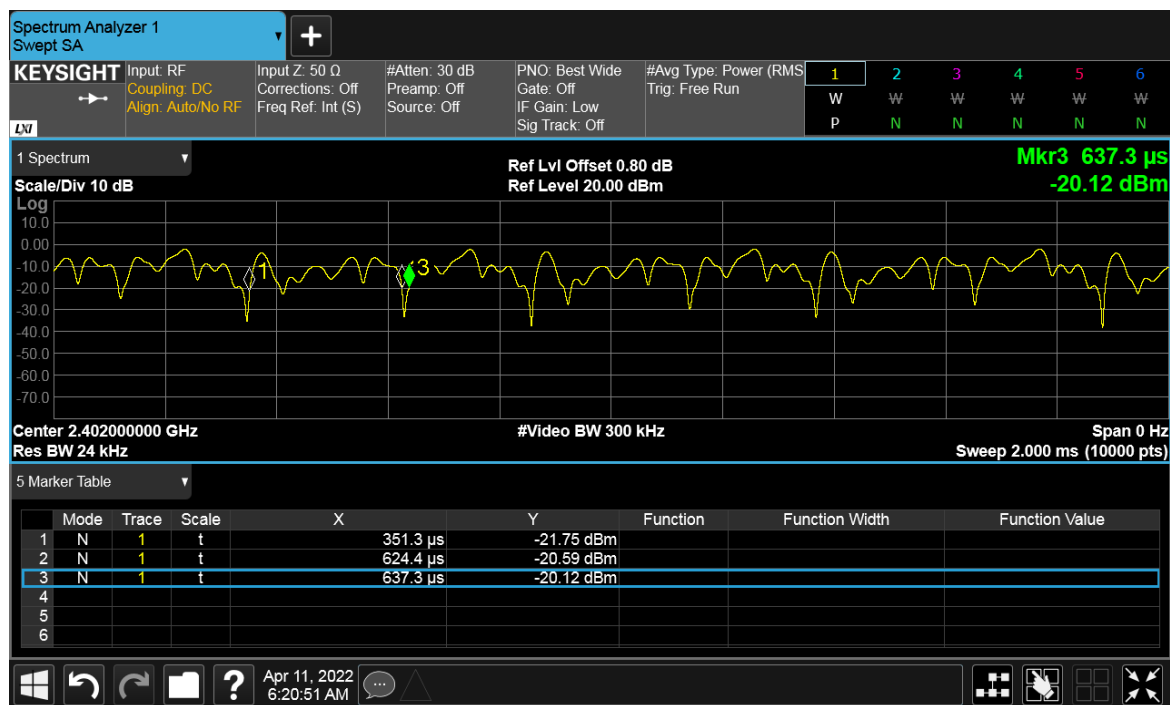 Spectrum Analyzer 1
Swept SA
KEYSIGHT
LXI
Input: RF
Coupling: DC
Align: Auto/No RF
Input Z: 50 Ω
Corrections: Off
Freq Ref: Int (S)
#Atten: 30 dB
Preamp: Off
Source: Off
PNO: Best Wide
Gate: Off
IF Gain: Low
Sig Track: Off
#Avg Type: Power (RMS
Trig: Free Run
1 2 3 4 5 6
W W W W W W
P N N N N N
1 Spectrum
Scale/Div 10 dB
Ref Lvl Offset 0.80 dB
Ref Level 20.00 dBm
Mkr3 637.3 µs
-20.12 dBm
Log
10.0
0.00
-10.0
-20.0
-30.0
-40.0
-50.0
-60.0
-70.0
1
3
Center 2.402000000 GHz
#Video BW 300 kHz
Span 0 Hz
Res BW 24 kHz
Sweep 2.000 ms (10000 pts)
5 Marker Table
Mode Trace Scale X Y Function Function Width Function Value
1 N 1 t 351.3 µs -21.75 dBm
2 N 1 t 624.4 µs -20.59 dBm
3 N 1 t 637.3 µs -20.12 dBm
4
5
6
?
Apr 11, 2022
6:20:51 AM